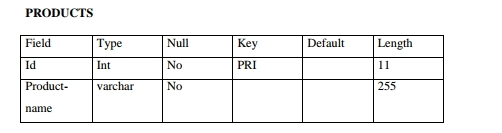 PRODUCTS
Field Type Null Key Default Length
Id Int No PRI 11
Product- varchar No 255
name